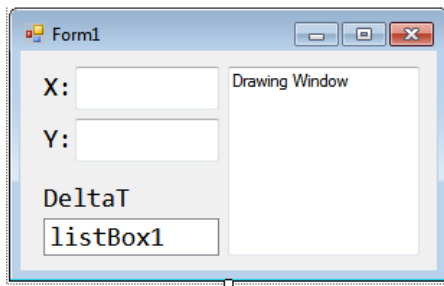 Form1
X:
Drawing Window
Y:
DeltaT
listBox1